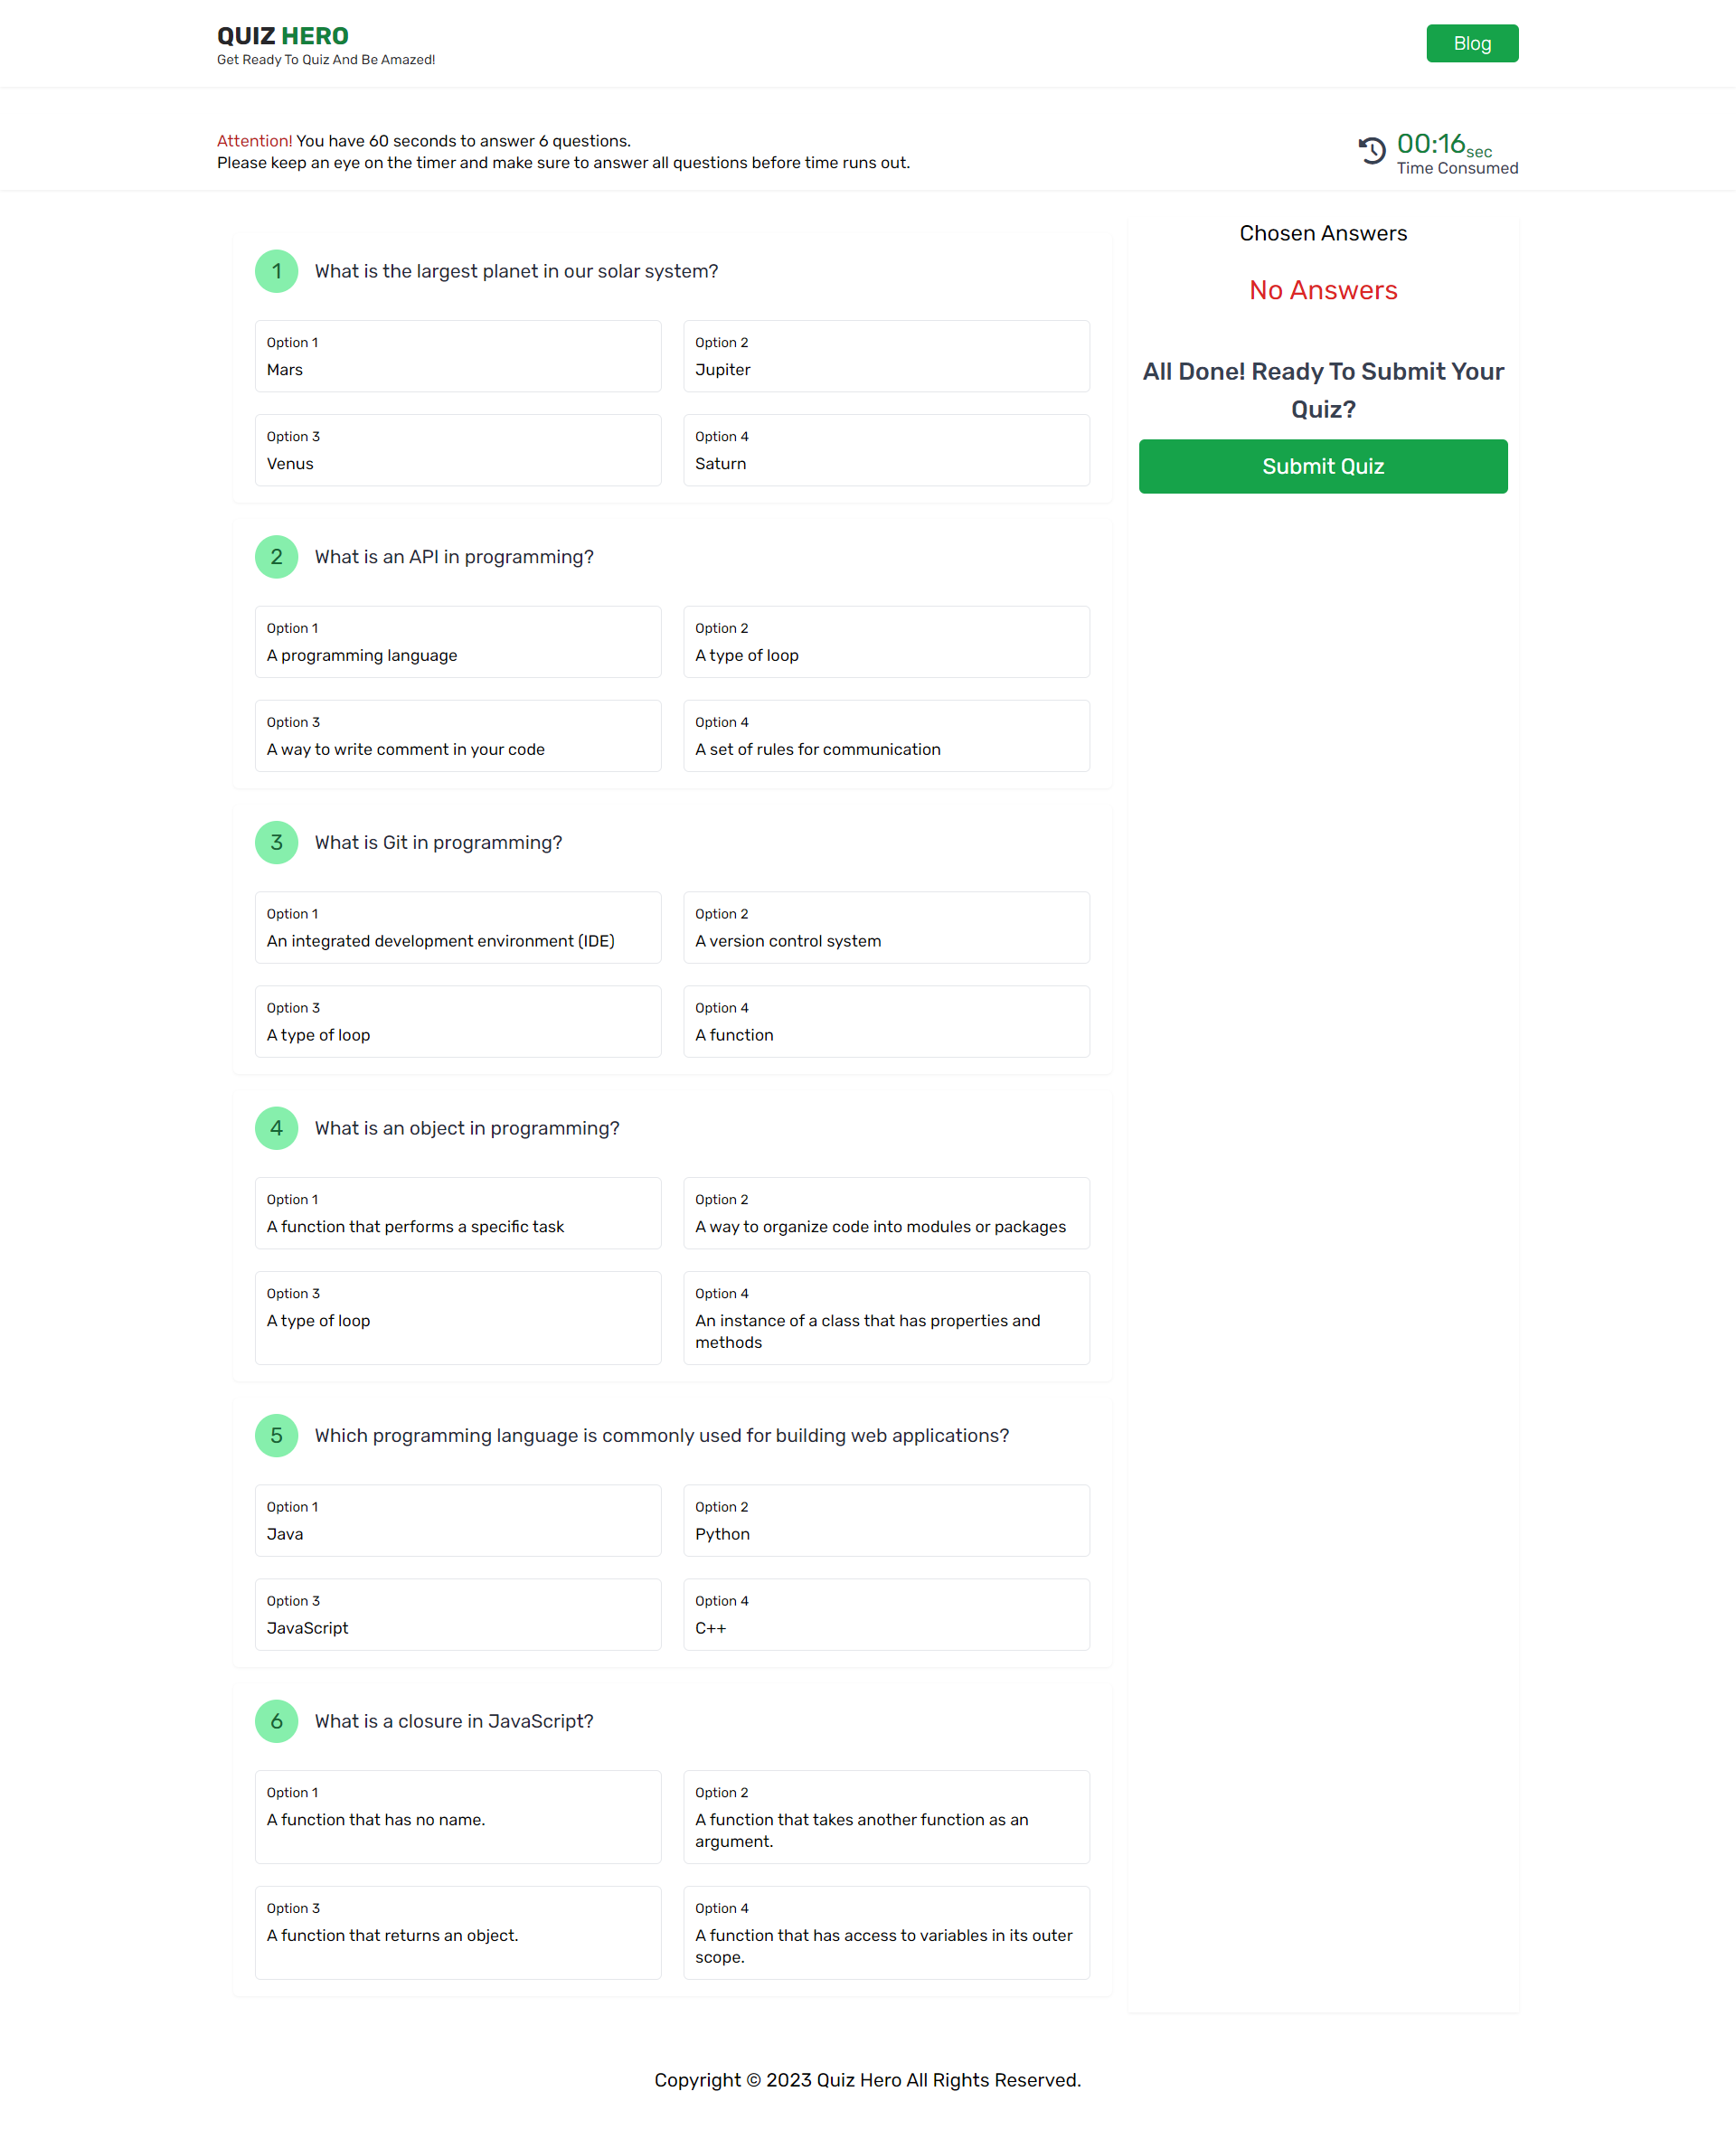 QUIZ HERO
Get Ready To Quiz And Be Amazed!
Blog
Attention! You have 60 seconds to answer 6 questions.
Please keep an eye on the timer and make sure to answer all questions before time runs out.
00:16sec
Time Consumed
1 What is the largest planet in our solar system?
Option 1
Mars
Option 2
Jupiter
Option 3
Venus
Option 4
Saturn
2 What is an API in programming?
Option 1
A programming language
Option 2
A type of loop
Option 3
A way to write comment in your code
Option 4
A set of rules for communication
3 What is Git in programming?
Option 1
An integrated development environment (IDE)
Option 2
A version control system
Option 3
A type of loop
Option 4
A function
4 What is an object in programming?
Option 1
A function that performs a specific task
Option 2
A way to organize code into modules or packages
Option 3
A type of loop
Option 4
An instance of a class that has properties and
methods
5 Which programming language is commonly used for building web applications?
Option 1
Java
Option 2
Python
Option 3
JavaScript
Option 4
C++
6 What is a closure in JavaScript?
Option 1
A function that has no name.
Option 2
A function that takes another function as an
argument.
Option 3
A function that returns an object.
Option 4
A function that has access to variables in its outer
scope.
Chosen Answers
No Answers
All Done! Ready To Submit Your
Quiz?
Submit Quiz
Copyright © 2023 Quiz Hero All Rights Reserved.